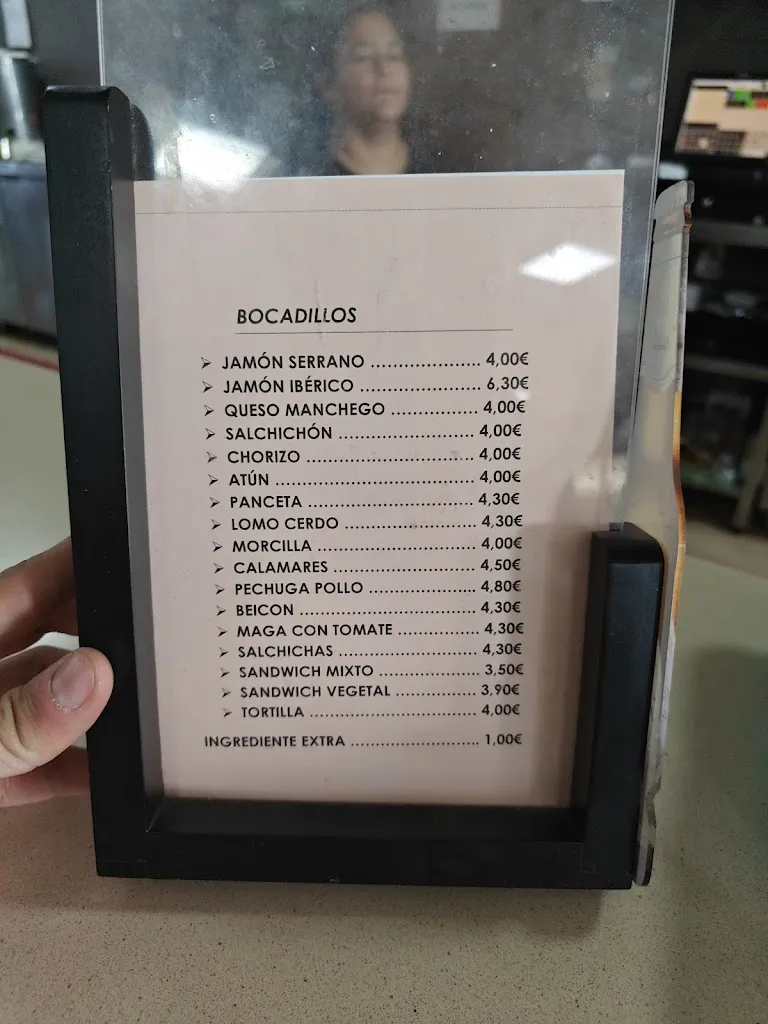 BOCADILLOS
➢ JAMÓN SERRANO .................... 4,00€
➢ JAMÓN IBÉRICO ...................... 6,30€
➢ QUESO MANCHEGO ................ 4,00€
➢ SALCHICHÓN ......................... 4,00€
➢ CHORIZO ............................... 4,00€
➢ ATÚN ..................................... 4,00€
➢ PANCETA ............................... 4,30€
➢ LOMO CERDO ........................ 4,30€
➢ MORCILLA ............................. 4,00€
➢ CALAMARES .......................... 4,50€
➢ PECHUGA POLLO .................... 4,80€
➢ BEICON ................................. 4,30€
➢ MAGA CON TOMATE ............... 4,30€
➢ SALCHICHAS .......................... 4,30€
➢ SANDWICH MIXTO ................... 3,50€
➢ SANDWICH VEGETAL ................ 3,90€
➢ TORTILLA ................................ 4,00€
INGREDIENTE EXTRA ........................ 1,00€